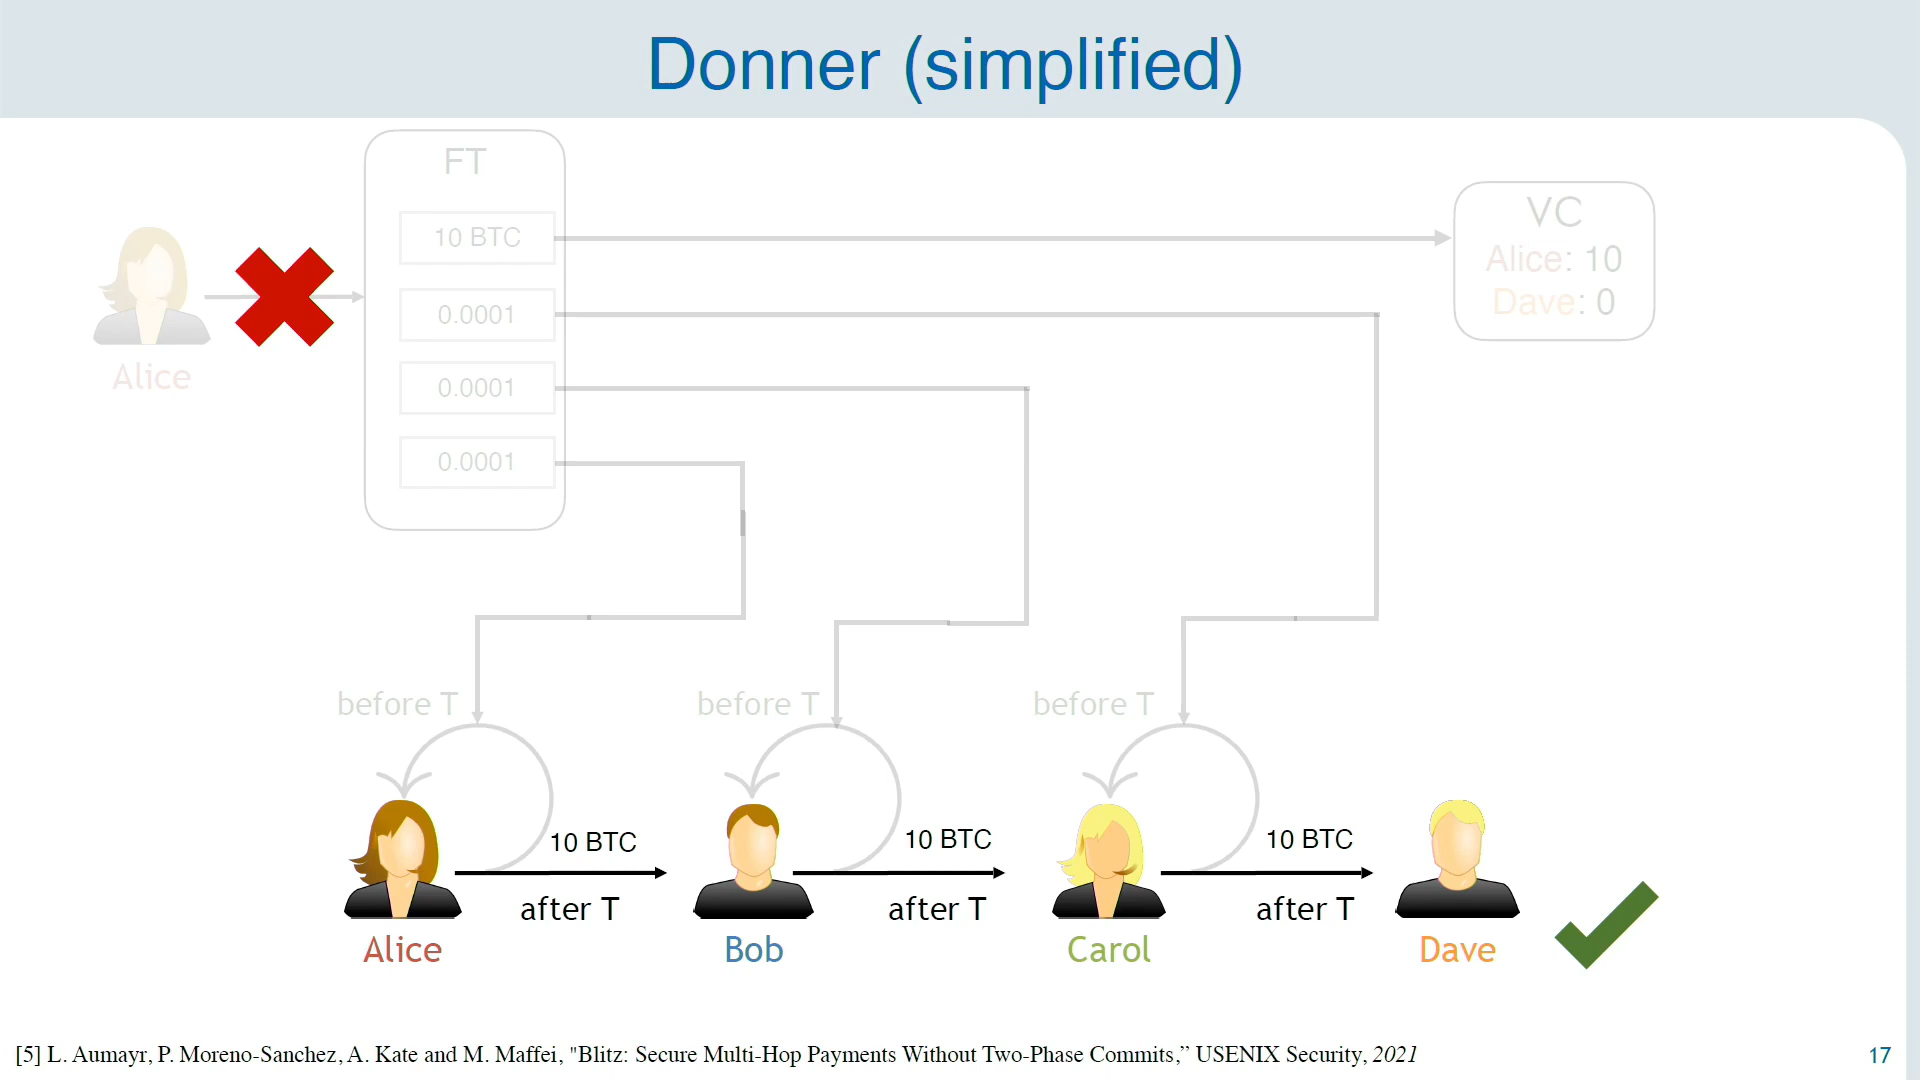 Donner (simplified)
FT
10 BTC
0.0001
0.0001
0.0001
Alice
VC
Alice: 10
Dave: 0
before T
before T
before T
10 BTC
10 BTC
10 BTC
after T
after T
after T
Alice
Bob
Carol
Dave
[5] L. Aumayr, P. Moreno-Sanchez, A. Kate and M. Maffei, "Blitz: Secure Multi-Hop Payments Without Two-Phase Commits,” USENIX Security, 2021
17